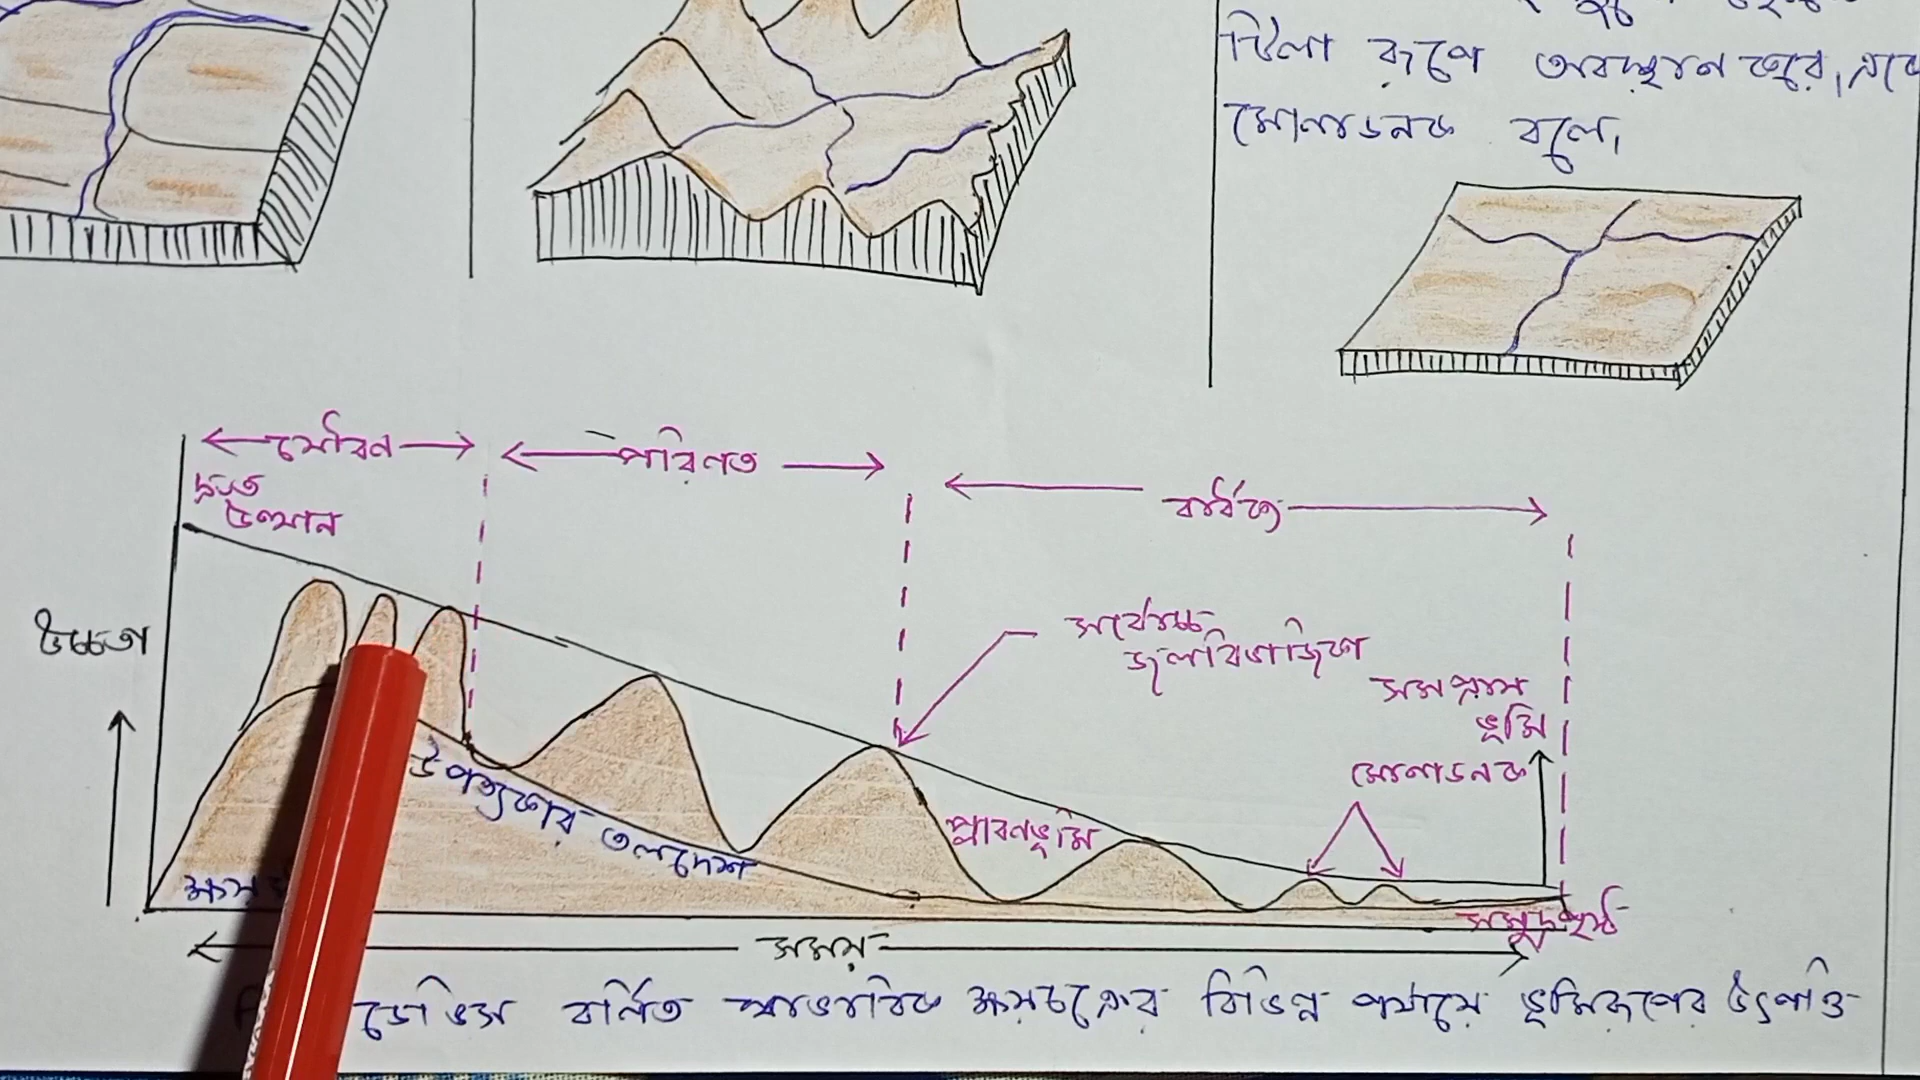 টিলা রূপে অবস্থান করে, একে
মোনাডনক বলে।
যৌবন
পরিণত
বার্ধক্য
দ্রুত
উত্থান
উচ্চতা
সর্বোচ্চ
জলবিভাজিকা
সমপ্রায়
ভূমি
মোনাডনক
প্লাবনভূমি
উপত্যকার তলদেশ
সমুদ্রপৃষ্ঠ
সময়
ডেভিস বর্ণিত স্বাভাবিক ক্ষয়চক্রের বিভিন্ন পর্যায়ে ভূমিরূপের উৎপত্তি